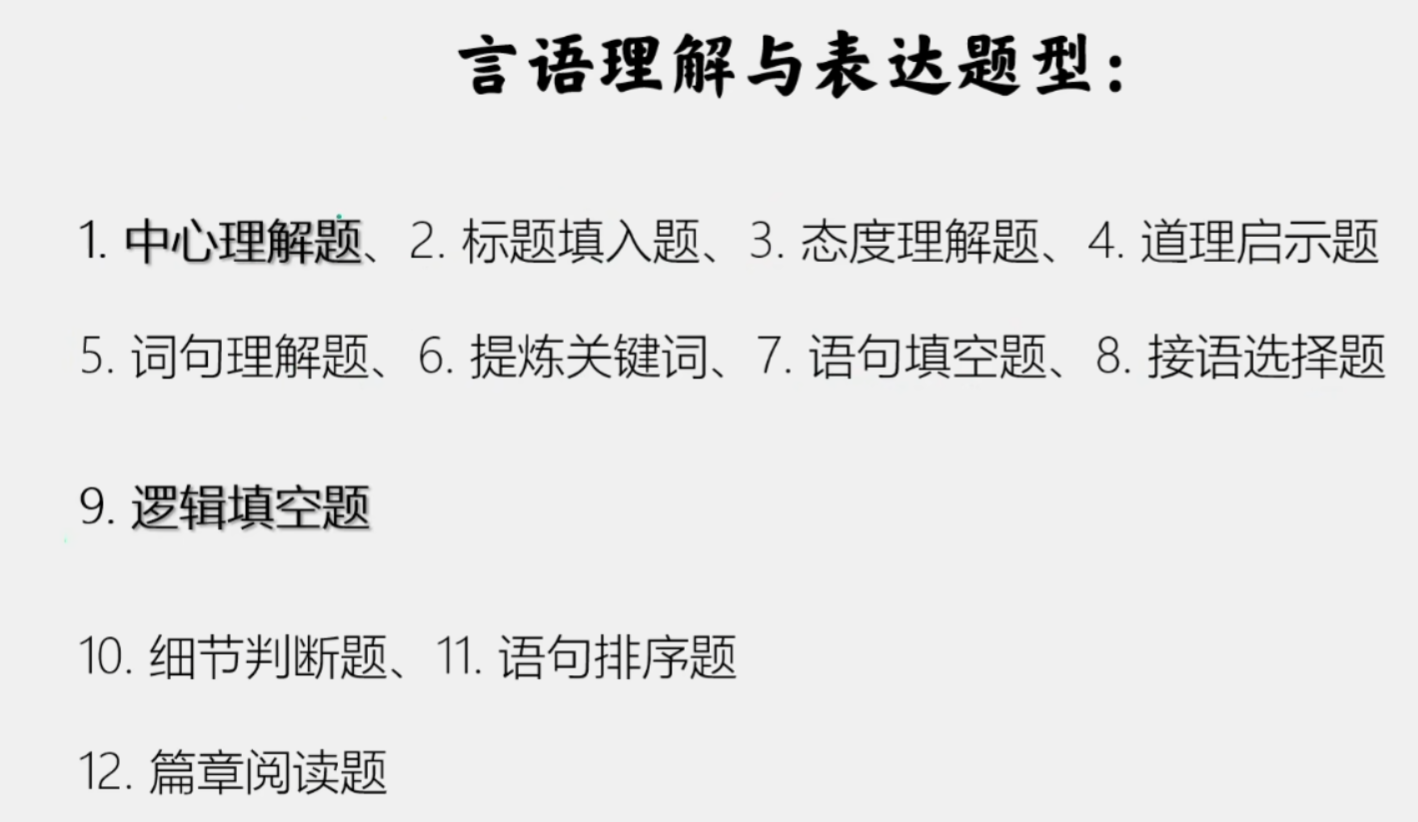 言语理解与表达题型：
1. 中心理解题、2. 标题填入题、3. 态度理解题、4. 道理启示题
5. 词句理解题、6. 提炼关键词、7. 语句填空题、8. 接语选择题
9. 逻辑填空题
10. 细节判断题、11. 语句排序题
12. 篇章阅读题